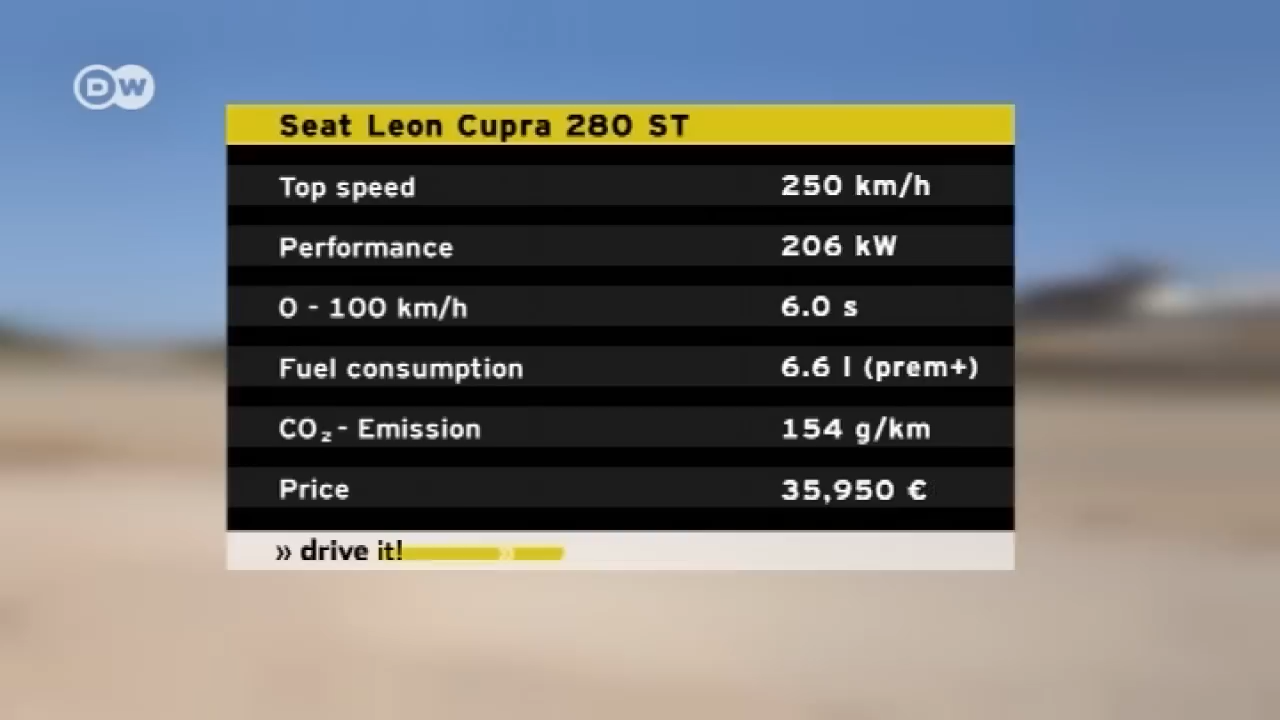 DW
Seat Leon Cupra 280 ST
Top speed 250 km/h
Performance 206 kW
0 - 100 km/h 6.0 s
Fuel consumption 6.6 l (prem+)
CO₂- Emission 154 g/km
Price 35,950 €
» drive it!